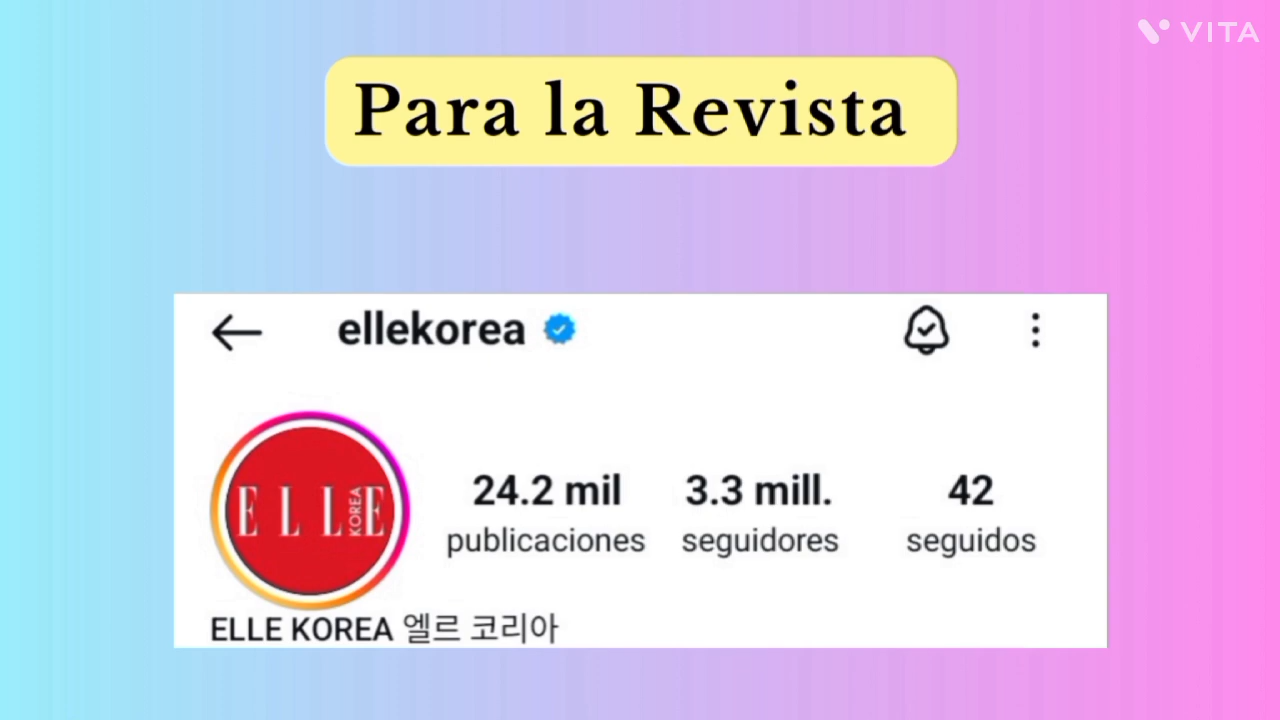 VITA
Para la Revista
ellekorea
ELLE KOREA
24.2 mil 3.3 mill. 42
publicaciones seguidores seguidos
ELLE KOREA 엘르 코리아